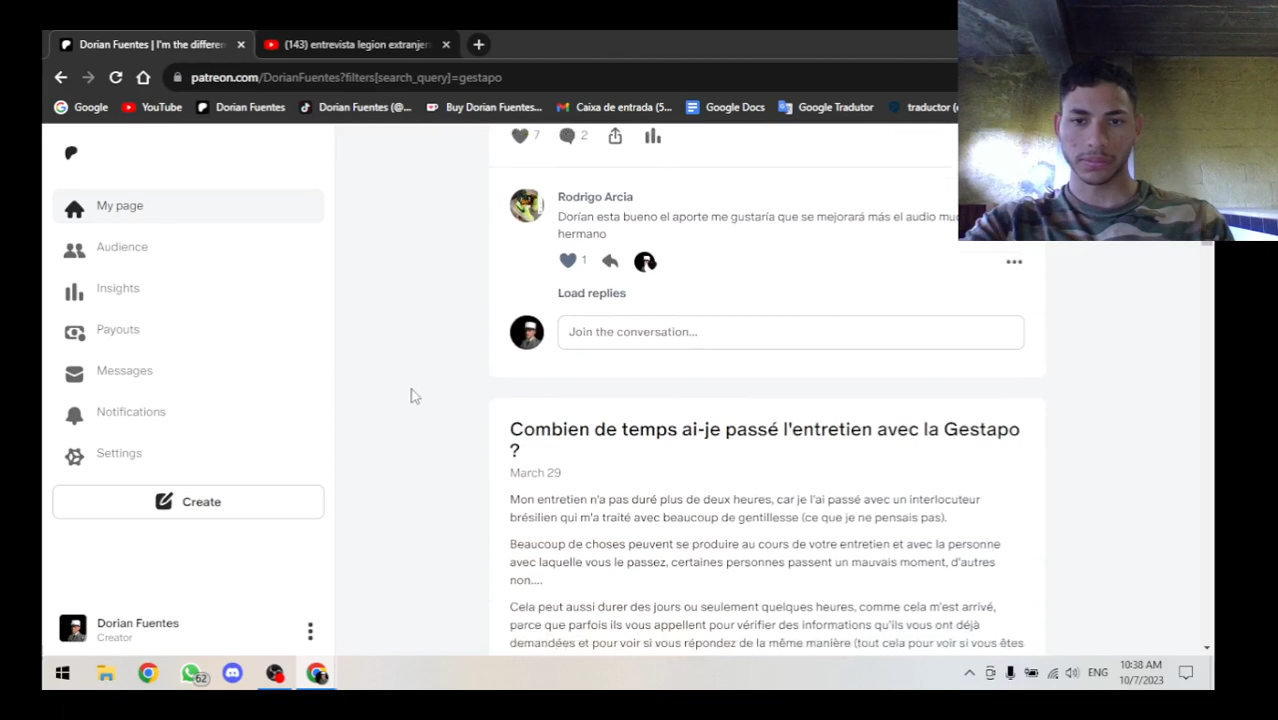 Dorian Fuentes | I'm the differen
(143) entrevista legion extranjer
patreon.com/DorianFuentes?filters[search_query]=gestapo
Google
YouTube
Dorian Fuentes
Dorian Fuentes (@...
Buy Dorian Fuentes...
Caixa de entrada (5...
Google Docs
Google Tradutor
traductor (
7
2
My page
Audience
Insights
Payouts
Messages
Notifications
Settings
Create
Rodrigo Arcia
Dorían esta bueno el aporte me gustaría que se mejorará más el audio
hermano
1
Load replies
Join the conversation...
Combien de temps ai-je passé l'entretien avec la Gestapo
?
March 29
Mon entretien n'a pas duré plus de deux heures, car je l'ai passé avec un interlocuteur
brésilien qui m'a traité avec beaucoup de gentillesse (ce que je ne pensais pas).
Beaucoup de choses peuvent se produire au cours de votre entretien et avec la personne
avec laquelle vous le passez, certaines personnes passent un mauvais moment, d'autres
non....
Cela peut aussi durer des jours ou seulement quelques heures, comme cela m'est arrivé,
parce que parfois ils vous appellent pour vérifier des informations qu'ils vous ont déjà
demandées et pour voir si vous répondez de la même manière (tout cela pour voir si vous êtes
Dorian Fuentes
Creator
62
ENG
10:38 AM
10/7/2023